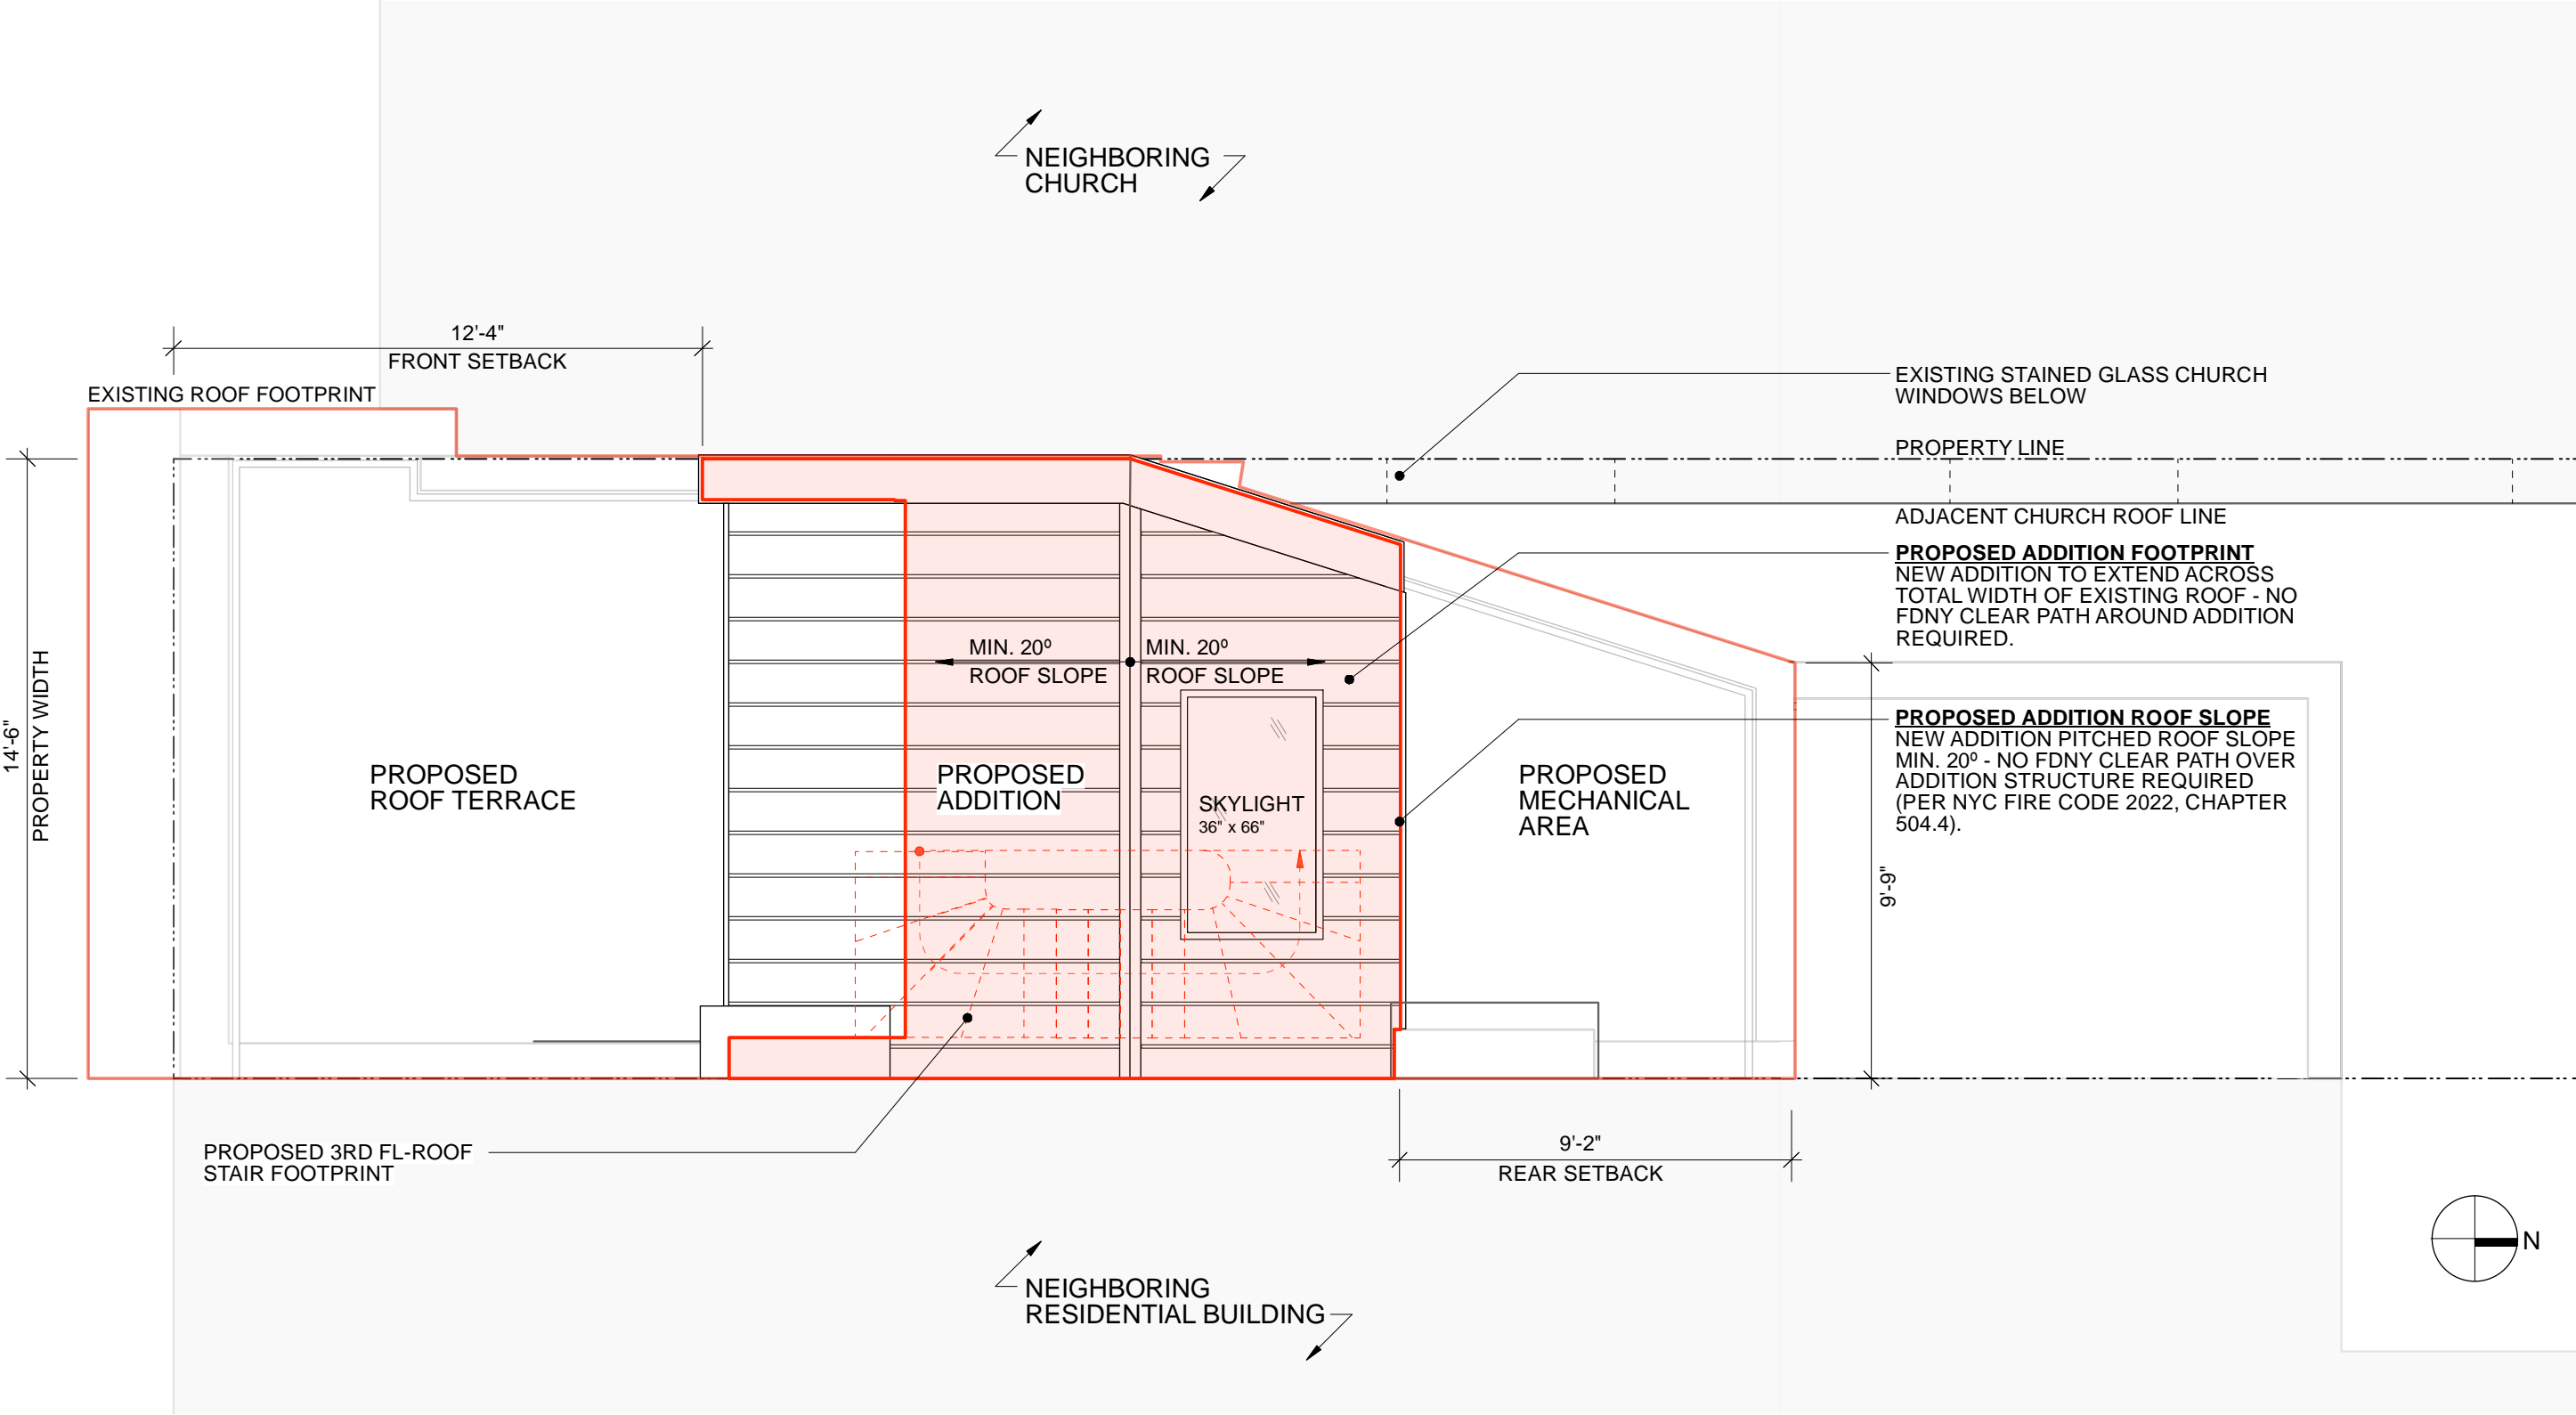 NEIGHBORING
CHURCH
12'-4"
FRONT SETBACK
EXISTING ROOF FOOTPRINT
EXISTING STAINED GLASS CHURCH
WINDOWS BELOW
PROPERTY LINE
ADJACENT CHURCH ROOF LINE
PROPOSED ADDITION FOOTPRINT
NEW ADDITION TO EXTEND ACROSS
TOTAL WIDTH OF EXISTING ROOF - NO
FDNY CLEAR PATH AROUND ADDITION
REQUIRED.
MIN. 20º
ROOF SLOPE
MIN. 20º
ROOF SLOPE
14'-6"
PROPERTY WIDTH
PROPOSED ADDITION ROOF SLOPE
NEW ADDITION PITCHED ROOF SLOPE
MIN. 20º - NO FDNY CLEAR PATH OVER
ADDITION STRUCTURE REQUIRED
(PER NYC FIRE CODE 2022, CHAPTER
504.4).
PROPOSED
ROOF TERRACE
PROPOSED
ADDITION
SKYLIGHT
36" x 66"
PROPOSED
MECHANICAL
AREA
9'-9"
PROPOSED 3RD FL-ROOF
STAIR FOOTPRINT
9'-2"
REAR SETBACK
NEIGHBORING
RESIDENTIAL BUILDING
N